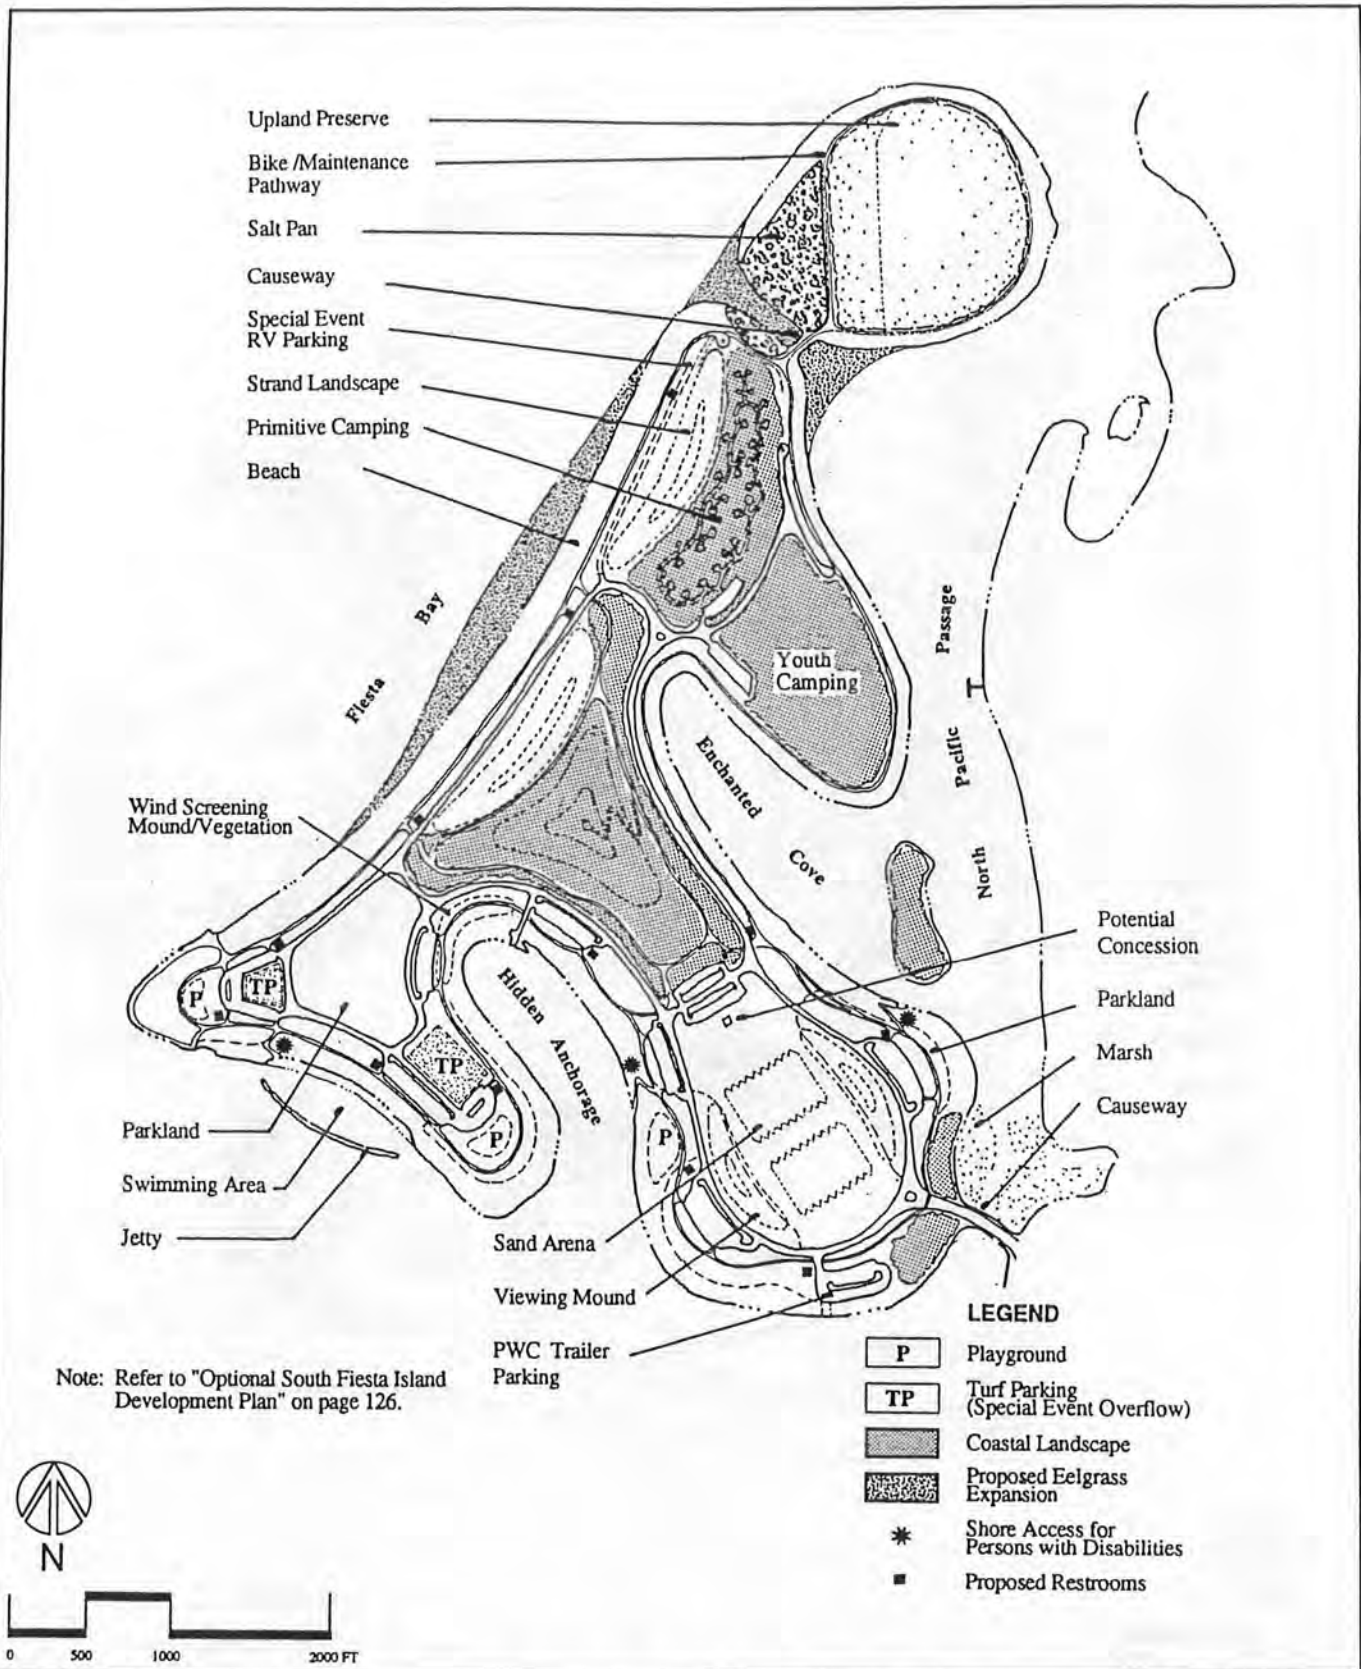 Upland Preserve
Bike /Maintenance
Pathway
Salt Pan
Causeway
Special Event
RV Parking
Strand Landscape
Primitive Camping
Beach
Fiesta Bay
Youth
Camping
North Pacific Passage
Enchanted Cove
Wind Screening
Mound/Vegetation
Potential
Concession
Parkland
Marsh
Causeway
Hidden Anchorage
P
TP
TP
P
P
Parkland
Swimming Area
Jetty
Sand Arena
Viewing Mound
PWC Trailer
Parking
Note: Refer to "Optional South Fiesta Island
Development Plan" on page 126.
LEGEND
P Playground
TP Turf Parking
(Special Event Overflow)
Coastal Landscape
Proposed Eelgrass
Expansion
Shore Access for
Persons with Disabilities
Proposed Restrooms
N
0 500 1000 2000 FT